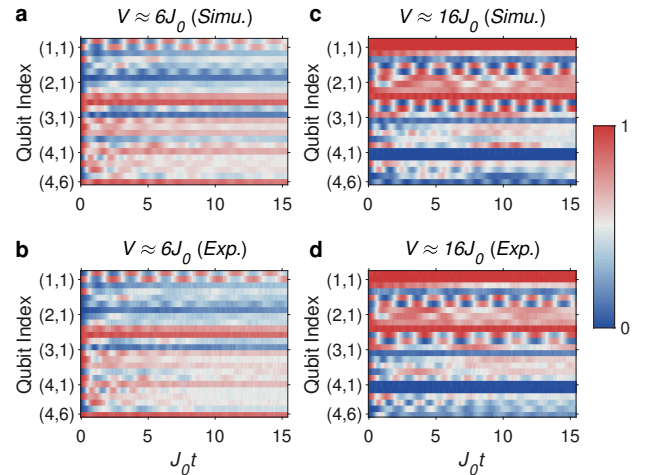 a
V ≈ 6J₀ (Simu.)
Qubit Index
(1,1)
(2,1)
(3,1)
(4,1)
(4,6)
0 5 10 15
c
V ≈ 16J₀ (Simu.)
(1,1)
(2,1)
(3,1)
(4,1)
(4,6)
0 5 10 15
1
0
b
V ≈ 6J₀ (Exp.)
Qubit Index
(1,1)
(2,1)
(3,1)
(4,1)
(4,6)
0 5 10 15
J₀t
d
V ≈ 16J₀ (Exp.)
(1,1)
(2,1)
(3,1)
(4,1)
(4,6)
0 5 10 15
J₀t